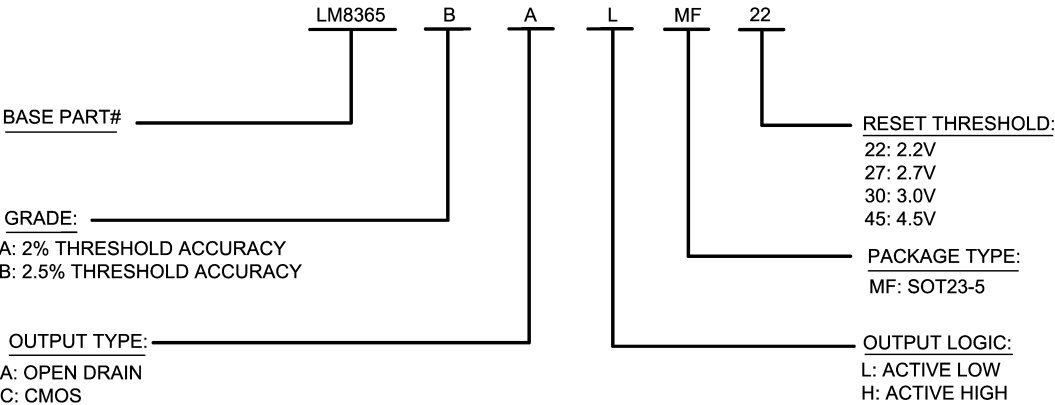 LM8365 B A L MF 22
BASE PART#
RESET THRESHOLD:
22: 2.2V
27: 2.7V
30: 3.0V
45: 4.5V
GRADE:
A: 2% THRESHOLD ACCURACY
B: 2.5% THRESHOLD ACCURACY
PACKAGE TYPE:
MF: SOT23-5
OUTPUT TYPE:
A: OPEN DRAIN
C: CMOS
OUTPUT LOGIC:
L: ACTIVE LOW
H: ACTIVE HIGH